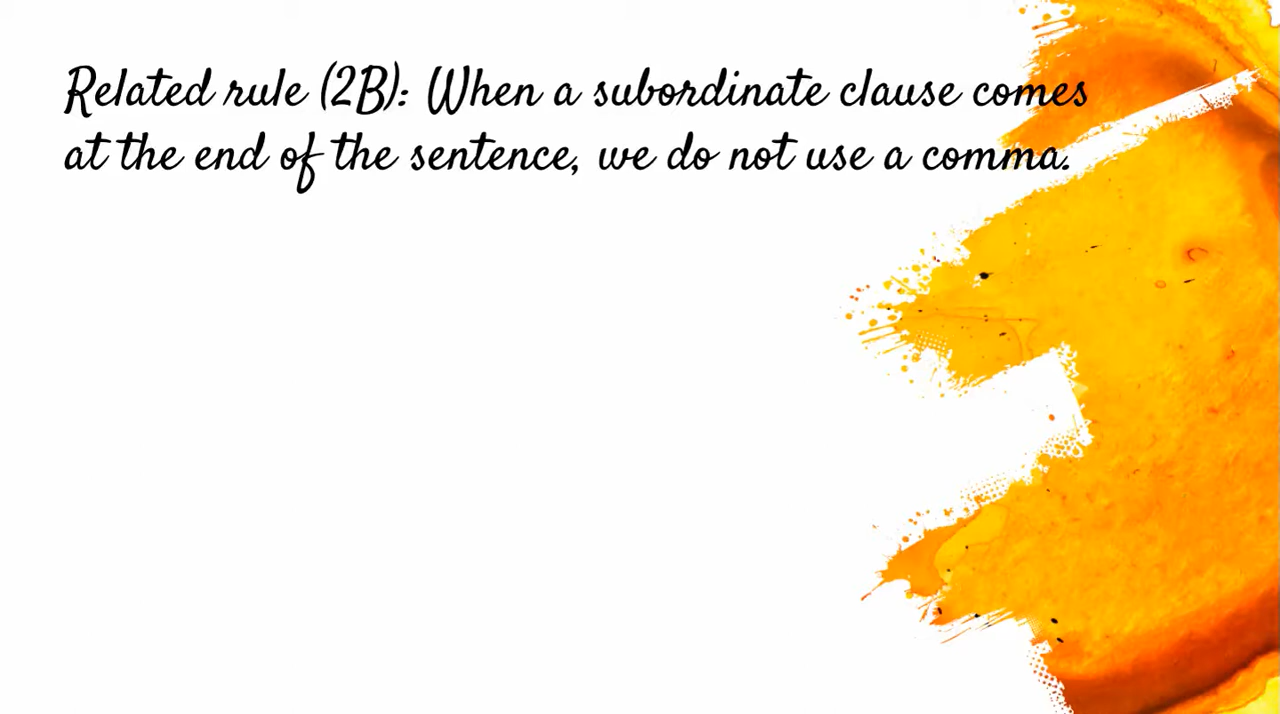 Related rule (2B): When a subordinate clause comes
at the end of the sentence, we do not use a comma.